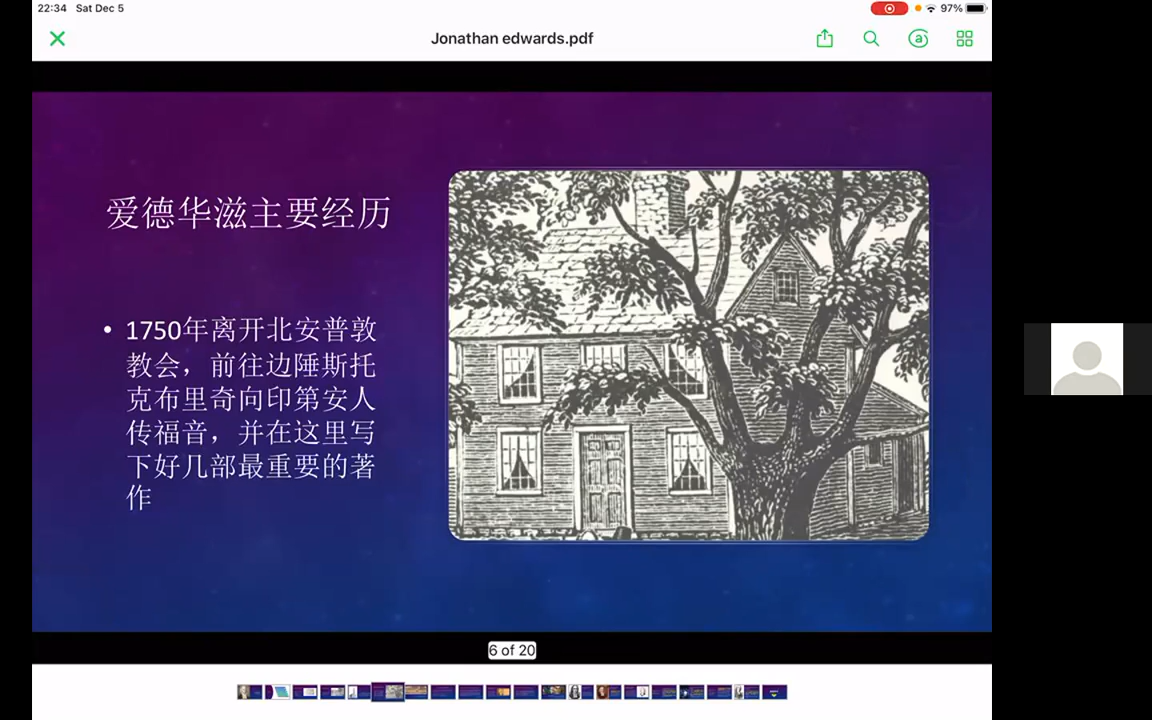 22:34 Sat Dec 5
97%
Jonathan edwards.pdf
爱德华滋主要经历
• 1750年离开北安普敦
教会，前往边陲斯托
克布里奇向印第安人
传福音，并在这里写
下好几部最重要的著
作
6 of 20